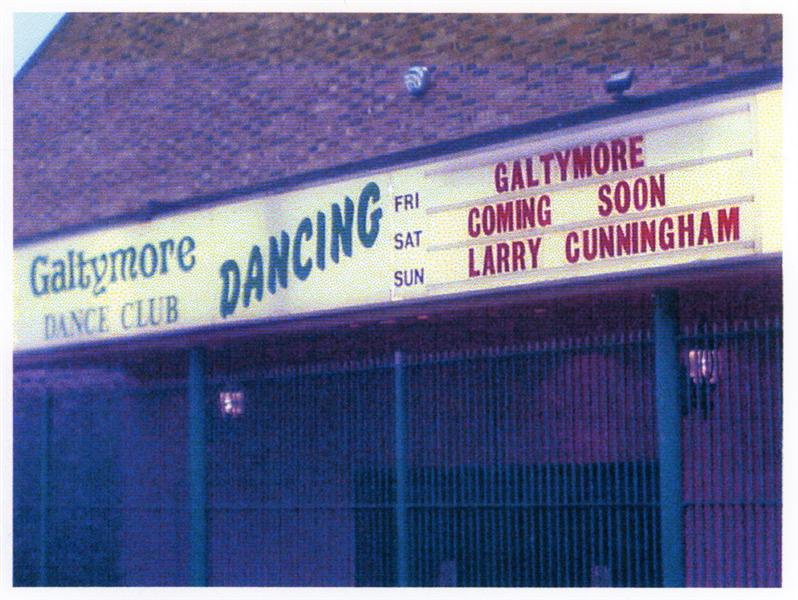 Galtymore
DANCE CLUB
DANCING
FRI GALTYMORE
SAT COMING SOON
SUN LARRY CUNNINGHAM